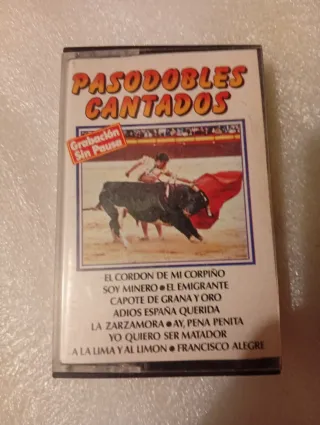 PASODOBLES
CANTADOS
Grabación
Sin Pausa
EL CORDON DE MI CORPIÑO
SOY MINERO ● EL EMIGRANTE
CAPOTE DE GRANA Y ORO
ADIOS ESPAÑA QUERIDA
LA ZARZAMORA ● AY, PENA PENITA
YO QUIERO SER MATADOR
A LA LIMA Y AL LIMON ● FRANCISCO ALEGRE